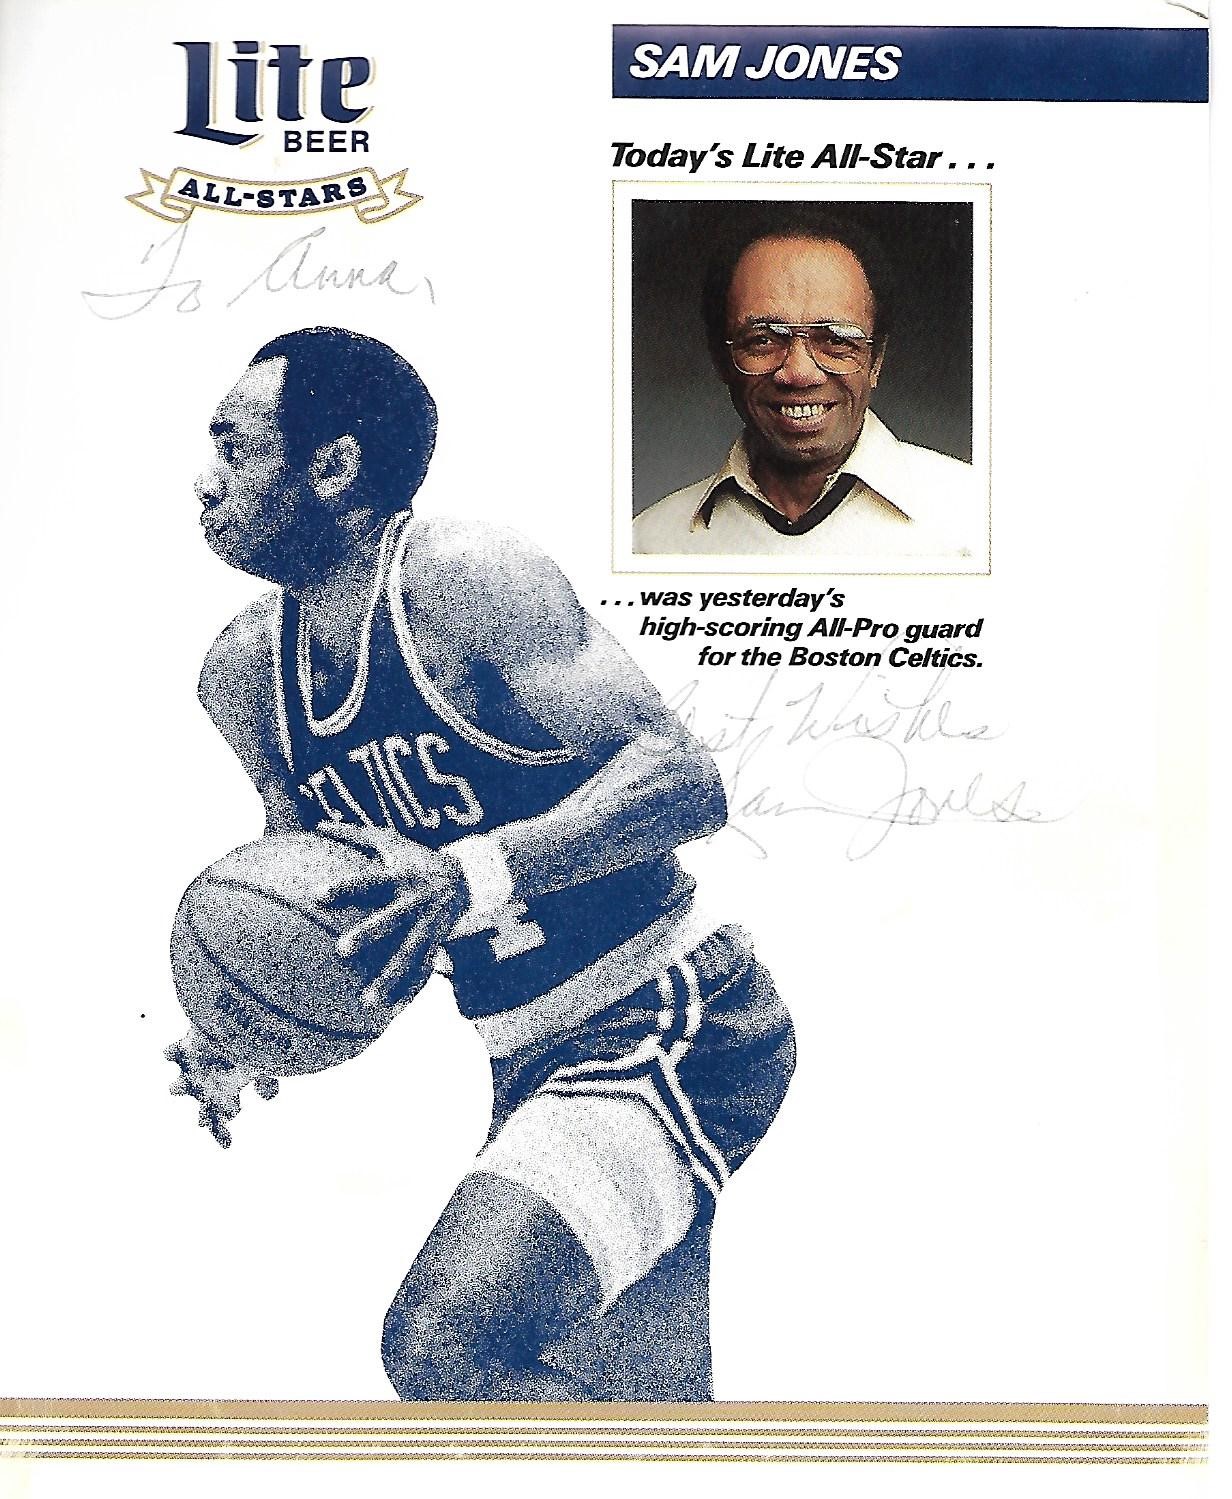 Lite
BEER
ALL-STARS
To Anna,
SAM JONES
Today's Lite All-Star...
...was yesterday's
high-scoring All-Pro guard
for the Boston Celtics.
Best Wishes
Sam Jones
CELTICS